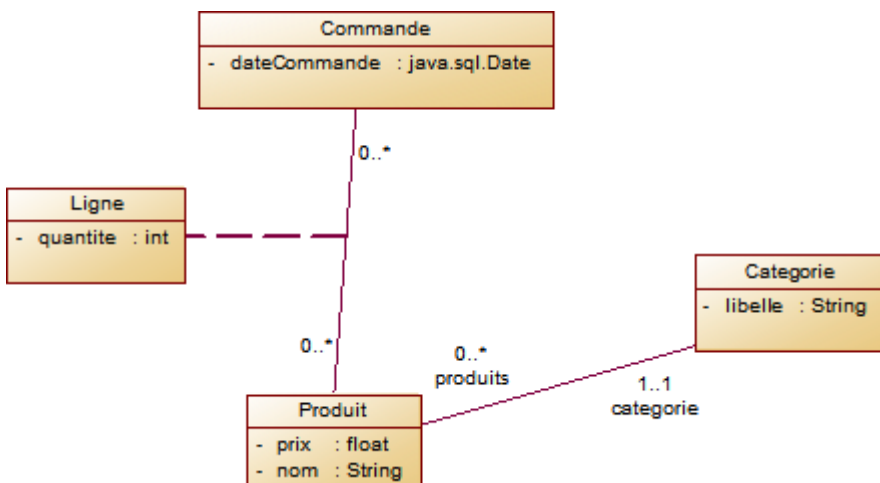 Commande
- dateCommande : java.sql.Date
0..*
Ligne
- quantite : int
Categorie
- libelle : String
0..*
0..*
produits
1..1
categorie
Produit
- prix : float
- nom : String